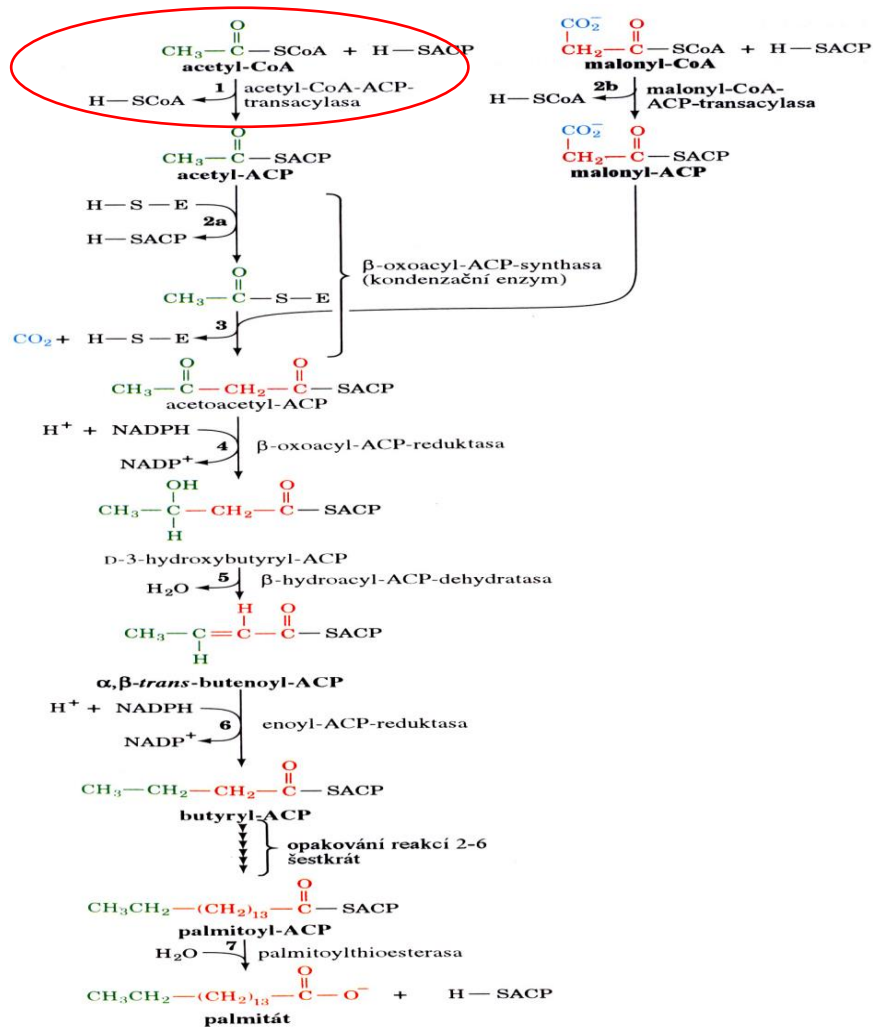 O
CH₃—C—SCoA + H—SACP
acetyl-CoA
1 acetyl-CoA-ACP-
transacylasa
H—SCoA
O
CH₃—C—SACP
acetyl-ACP
CO₂⁻ O
CH₂—C—SCoA + H—SACP
malonyl-CoA
2b malonyl-CoA-
ACP-transacylasa
H—SCoA
CO₂⁻ O
CH₂—C—SACP
malonyl-ACP
H—S—E
2a
H—SACP
β-oxoacyl-ACP-synthasa
(kondenzační enzym)
O
CH₃—C—S—E
3
CO₂ + H—S—E
O O
CH₃—C—CH₂—C—SACP
acetoacetyl-ACP
H⁺ + NADPH
4 β-oxoacyl-ACP-reduktasa
NADP⁺
OH O
CH₃—C—CH₂—C—SACP
H
D-3-hydroxybutyryl-ACP
5 β-hydroacyl-ACP-dehydratasa
H₂O
H O
CH₃—C=C—C—SACP
H
α,β-trans-butenoyl-ACP
H⁺ + NADPH
6 enoyl-ACP-reduktasa
NADP⁺
O
CH₃—CH₂—CH₂—C—SACP
butyryl-ACP
opakování reakcí 2-6
šestkrát
O
CH₃CH₂—(CH₂)₁₃—C—SACP
palmitoyl-ACP
H₂O 7 palmitoylthioesterasa
O
CH₃CH₂—(CH₂)₁₃—C—O⁻ + H—SACP
palmitát